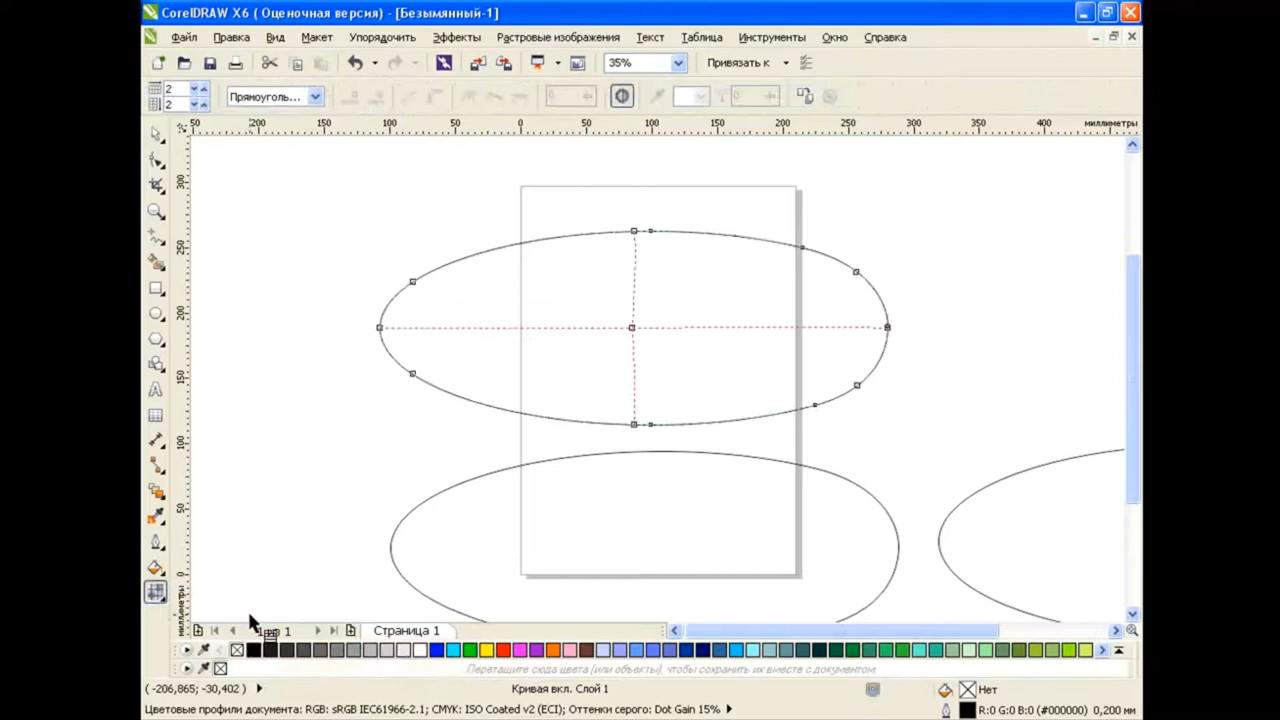 CorelDRAW X6 ( Оценочная версия) - [Безымянный-1]
Файл Правка Вид Макет Упорядочить Эффекты Растровые изображения Текст Таблица Инструменты Окно Справка
35% Привязать к
2 Прямоуголь... 0 0
2
50 200 150 100 50 0 50 100 150 200 250 300 350 400 миллиметры
300
250
200
150
100
50
0
миллиметры
1 Страница 1
Перетащите сюда цвета (или объекты), чтобы сохранить их вместе с документом
( -206,865; -30,402) Кривая вкл. Слой 1 Нет
Цветовые профили документа: RGB: sRGB IEC61966-2.1; CMYK: ISO Coated v2 (ECI); Оттенки серого: Dot Gain 15% R:0 G:0 B:0 (#000000) 0,200 мм